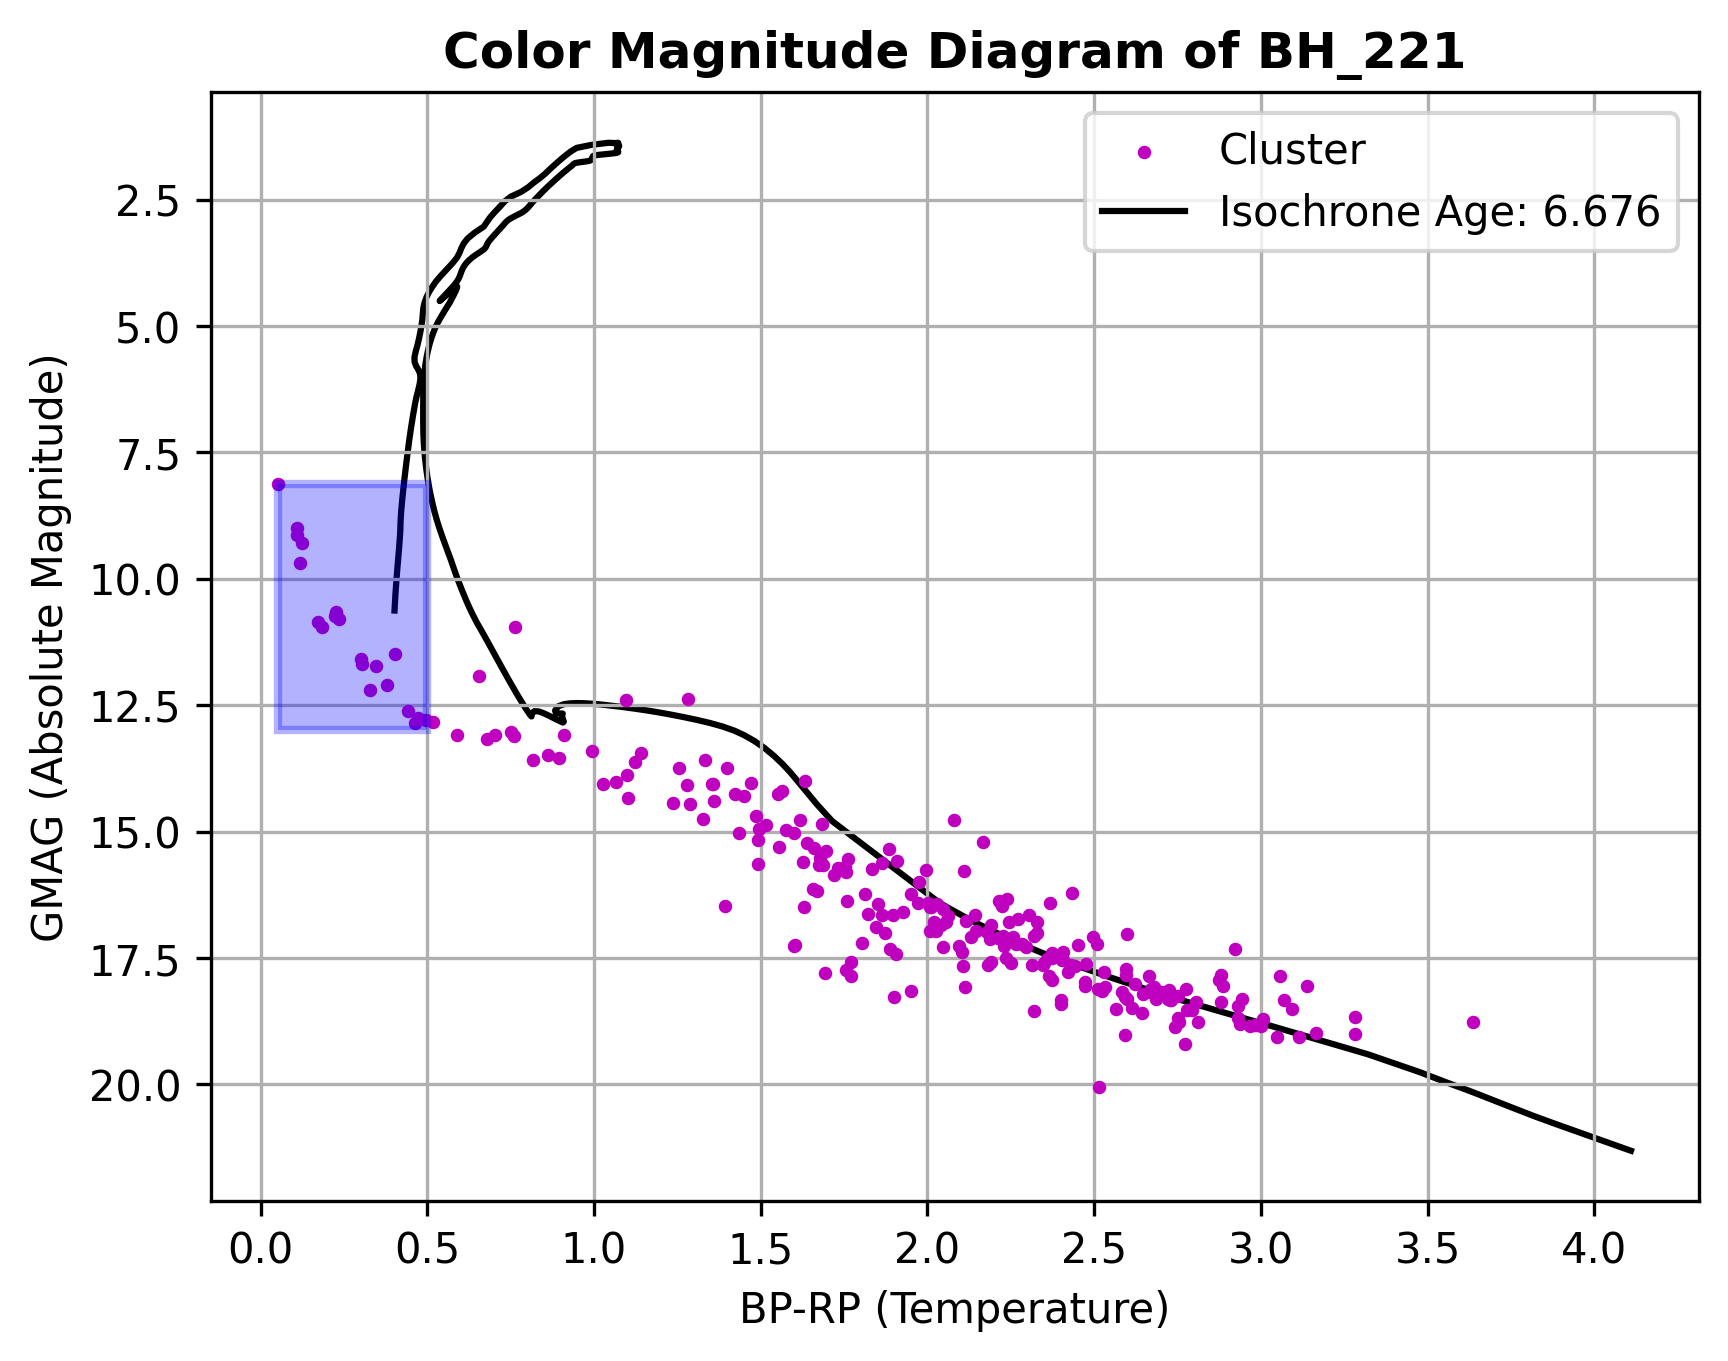 Color Magnitude Diagram of BH_221
Cluster
Isochrone Age: 6.676
GMAG (Absolute Magnitude)
2.5
5.0
7.5
10.0
12.5
15.0
17.5
20.0
0.0 0.5 1.0 1.5 2.0 2.5 3.0 3.5 4.0
BP-RP (Temperature)